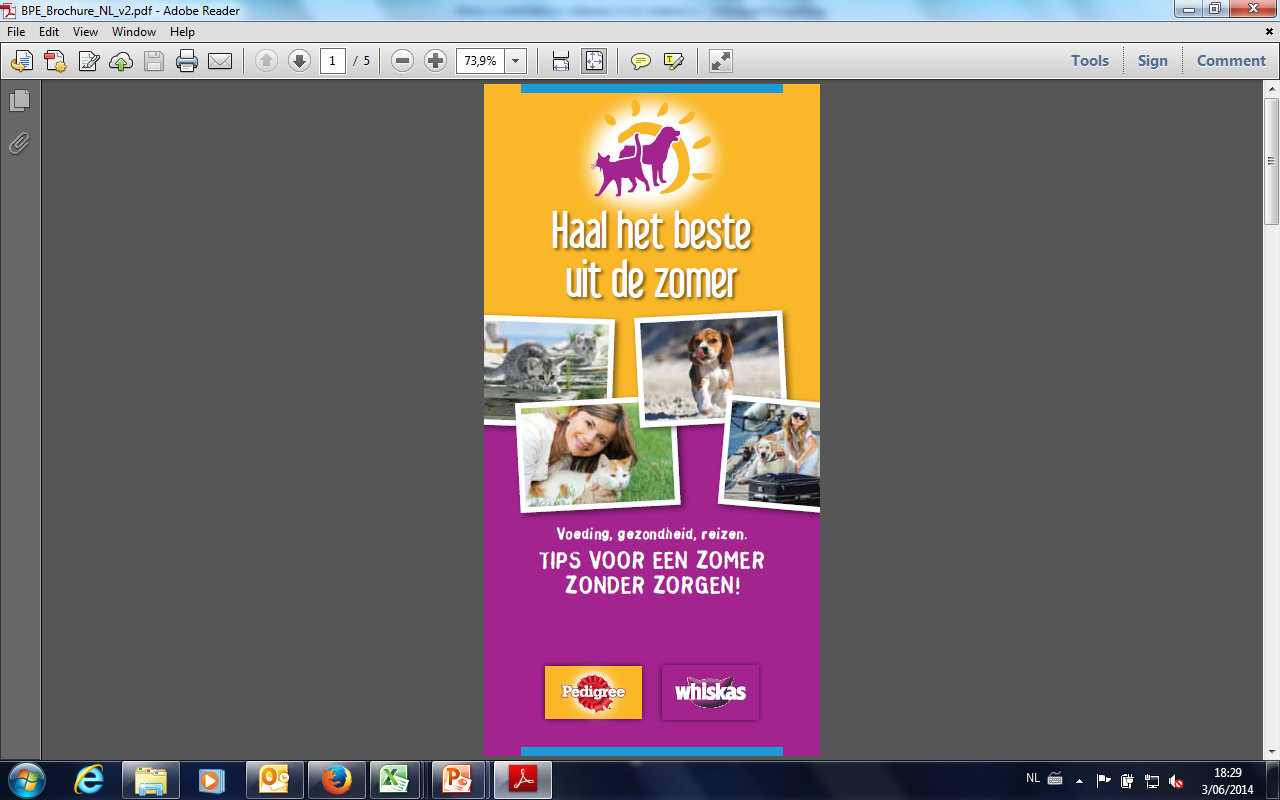 BPE_Brochure_NL_v2.pdf - Adobe Reader
File Edit View Window Help
1 / 5 73,9% Tools Sign Comment
Haal het beste
uit de zomer
Voeding, gezondheid, reizen.
TIPS VOOR EEN ZOMER
ZONDER ZORGEN!
Pedigree whiskas
NL 18:29
3/06/2014